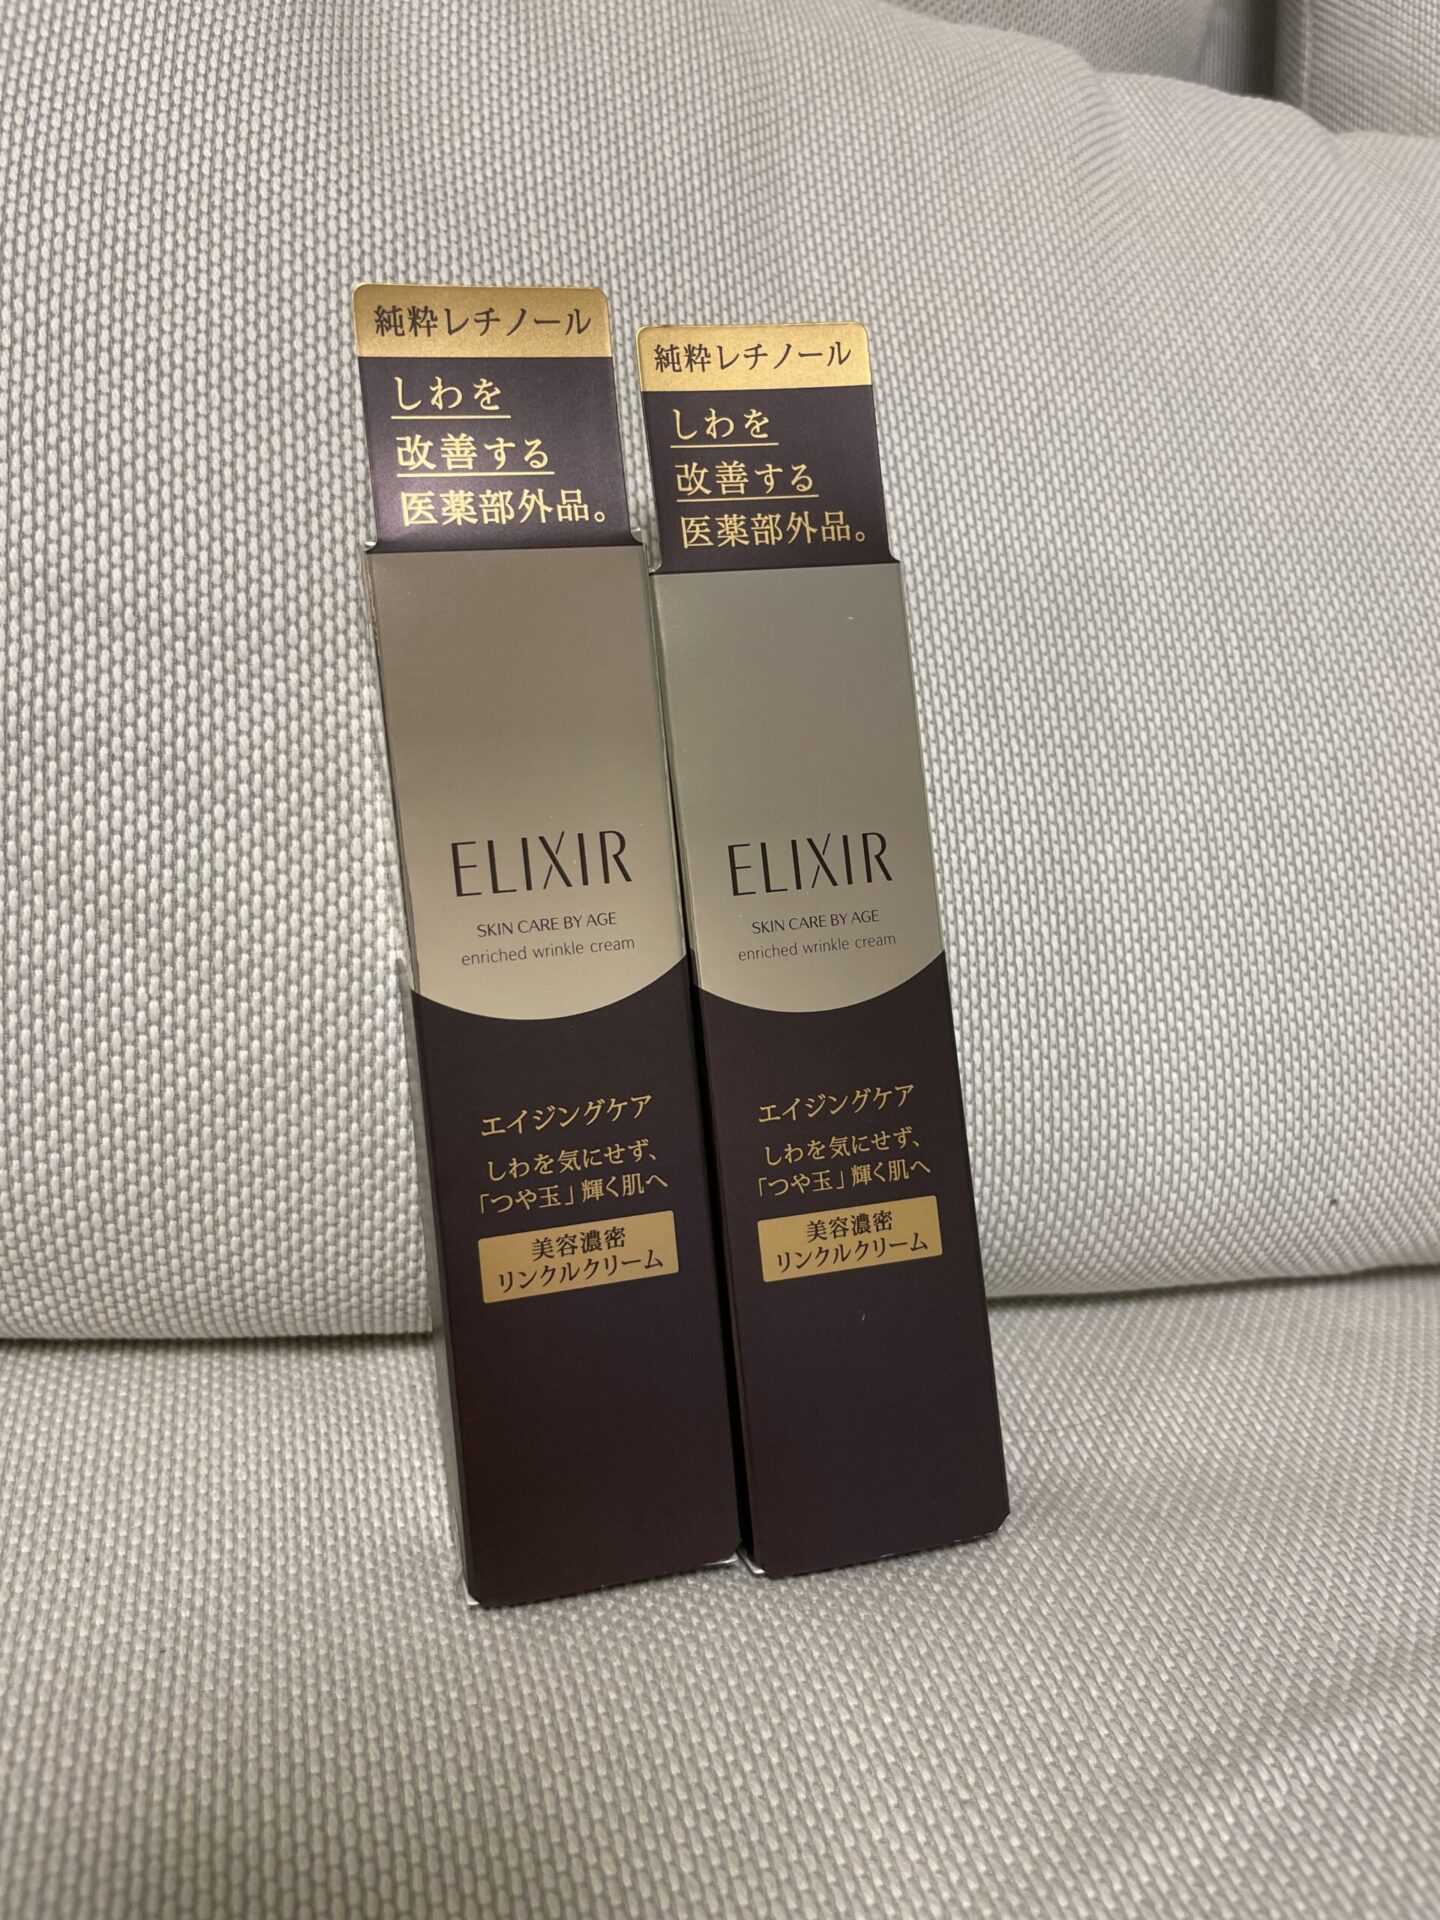 純粋レチノール
しわを
改善する
医薬部外品。
ELIXIR
SKIN CARE BY AGE
enriched wrinkle cream
エイジングケア
しわを気にせず、
「つや玉」輝く肌へ
美容濃密
リンクルクリーム
純粋レチノール
しわを
改善する
医薬部外品。
ELIXIR
SKIN CARE BY AGE
enriched wrinkle cream
エイジングケア
しわを気にせず、
「つや玉」輝く肌へ
美容濃密
リンクルクリーム